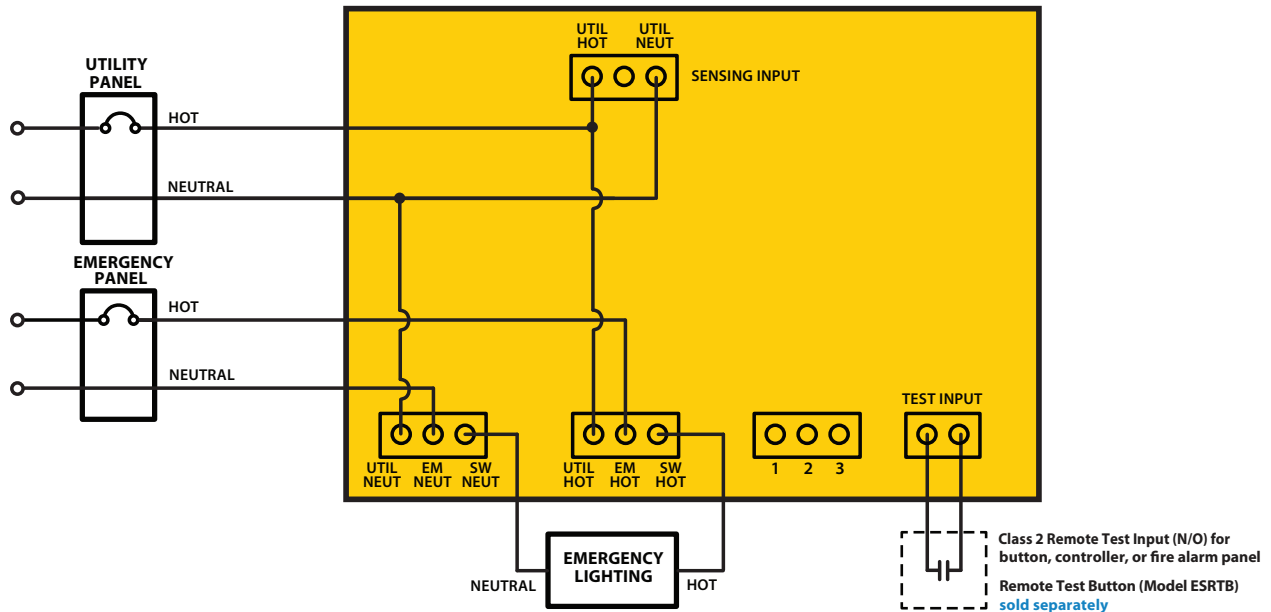 UTIL HOT
UTIL NEUT
SENSING INPUT
UTILITY
PANEL
HOT
NEUTRAL
EMERGENCY
PANEL
HOT
NEUTRAL
UTIL NEUT
EM NEUT
SW NEUT
UTIL HOT
EM HOT
SW HOT
1 2 3
TEST INPUT
NEUTRAL
EMERGENCY
LIGHTING
HOT
Class 2 Remote Test Input (N/O) for
button, controller, or fire alarm panel
Remote Test Button (Model ESRTB)
sold separately